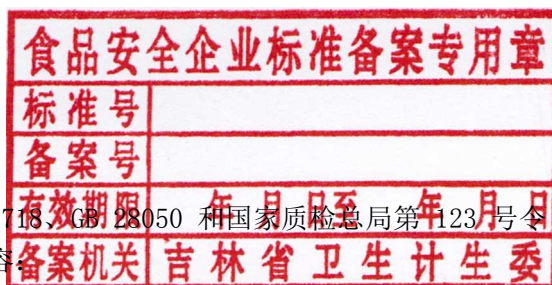 食品安全企业标准备案专用章
标准号
备案号
有效期限 年 月 日至 年 月 日
718、GB 28050 和国家质检总局第 123 号令
容:
备案机关 吉林省卫生计生委